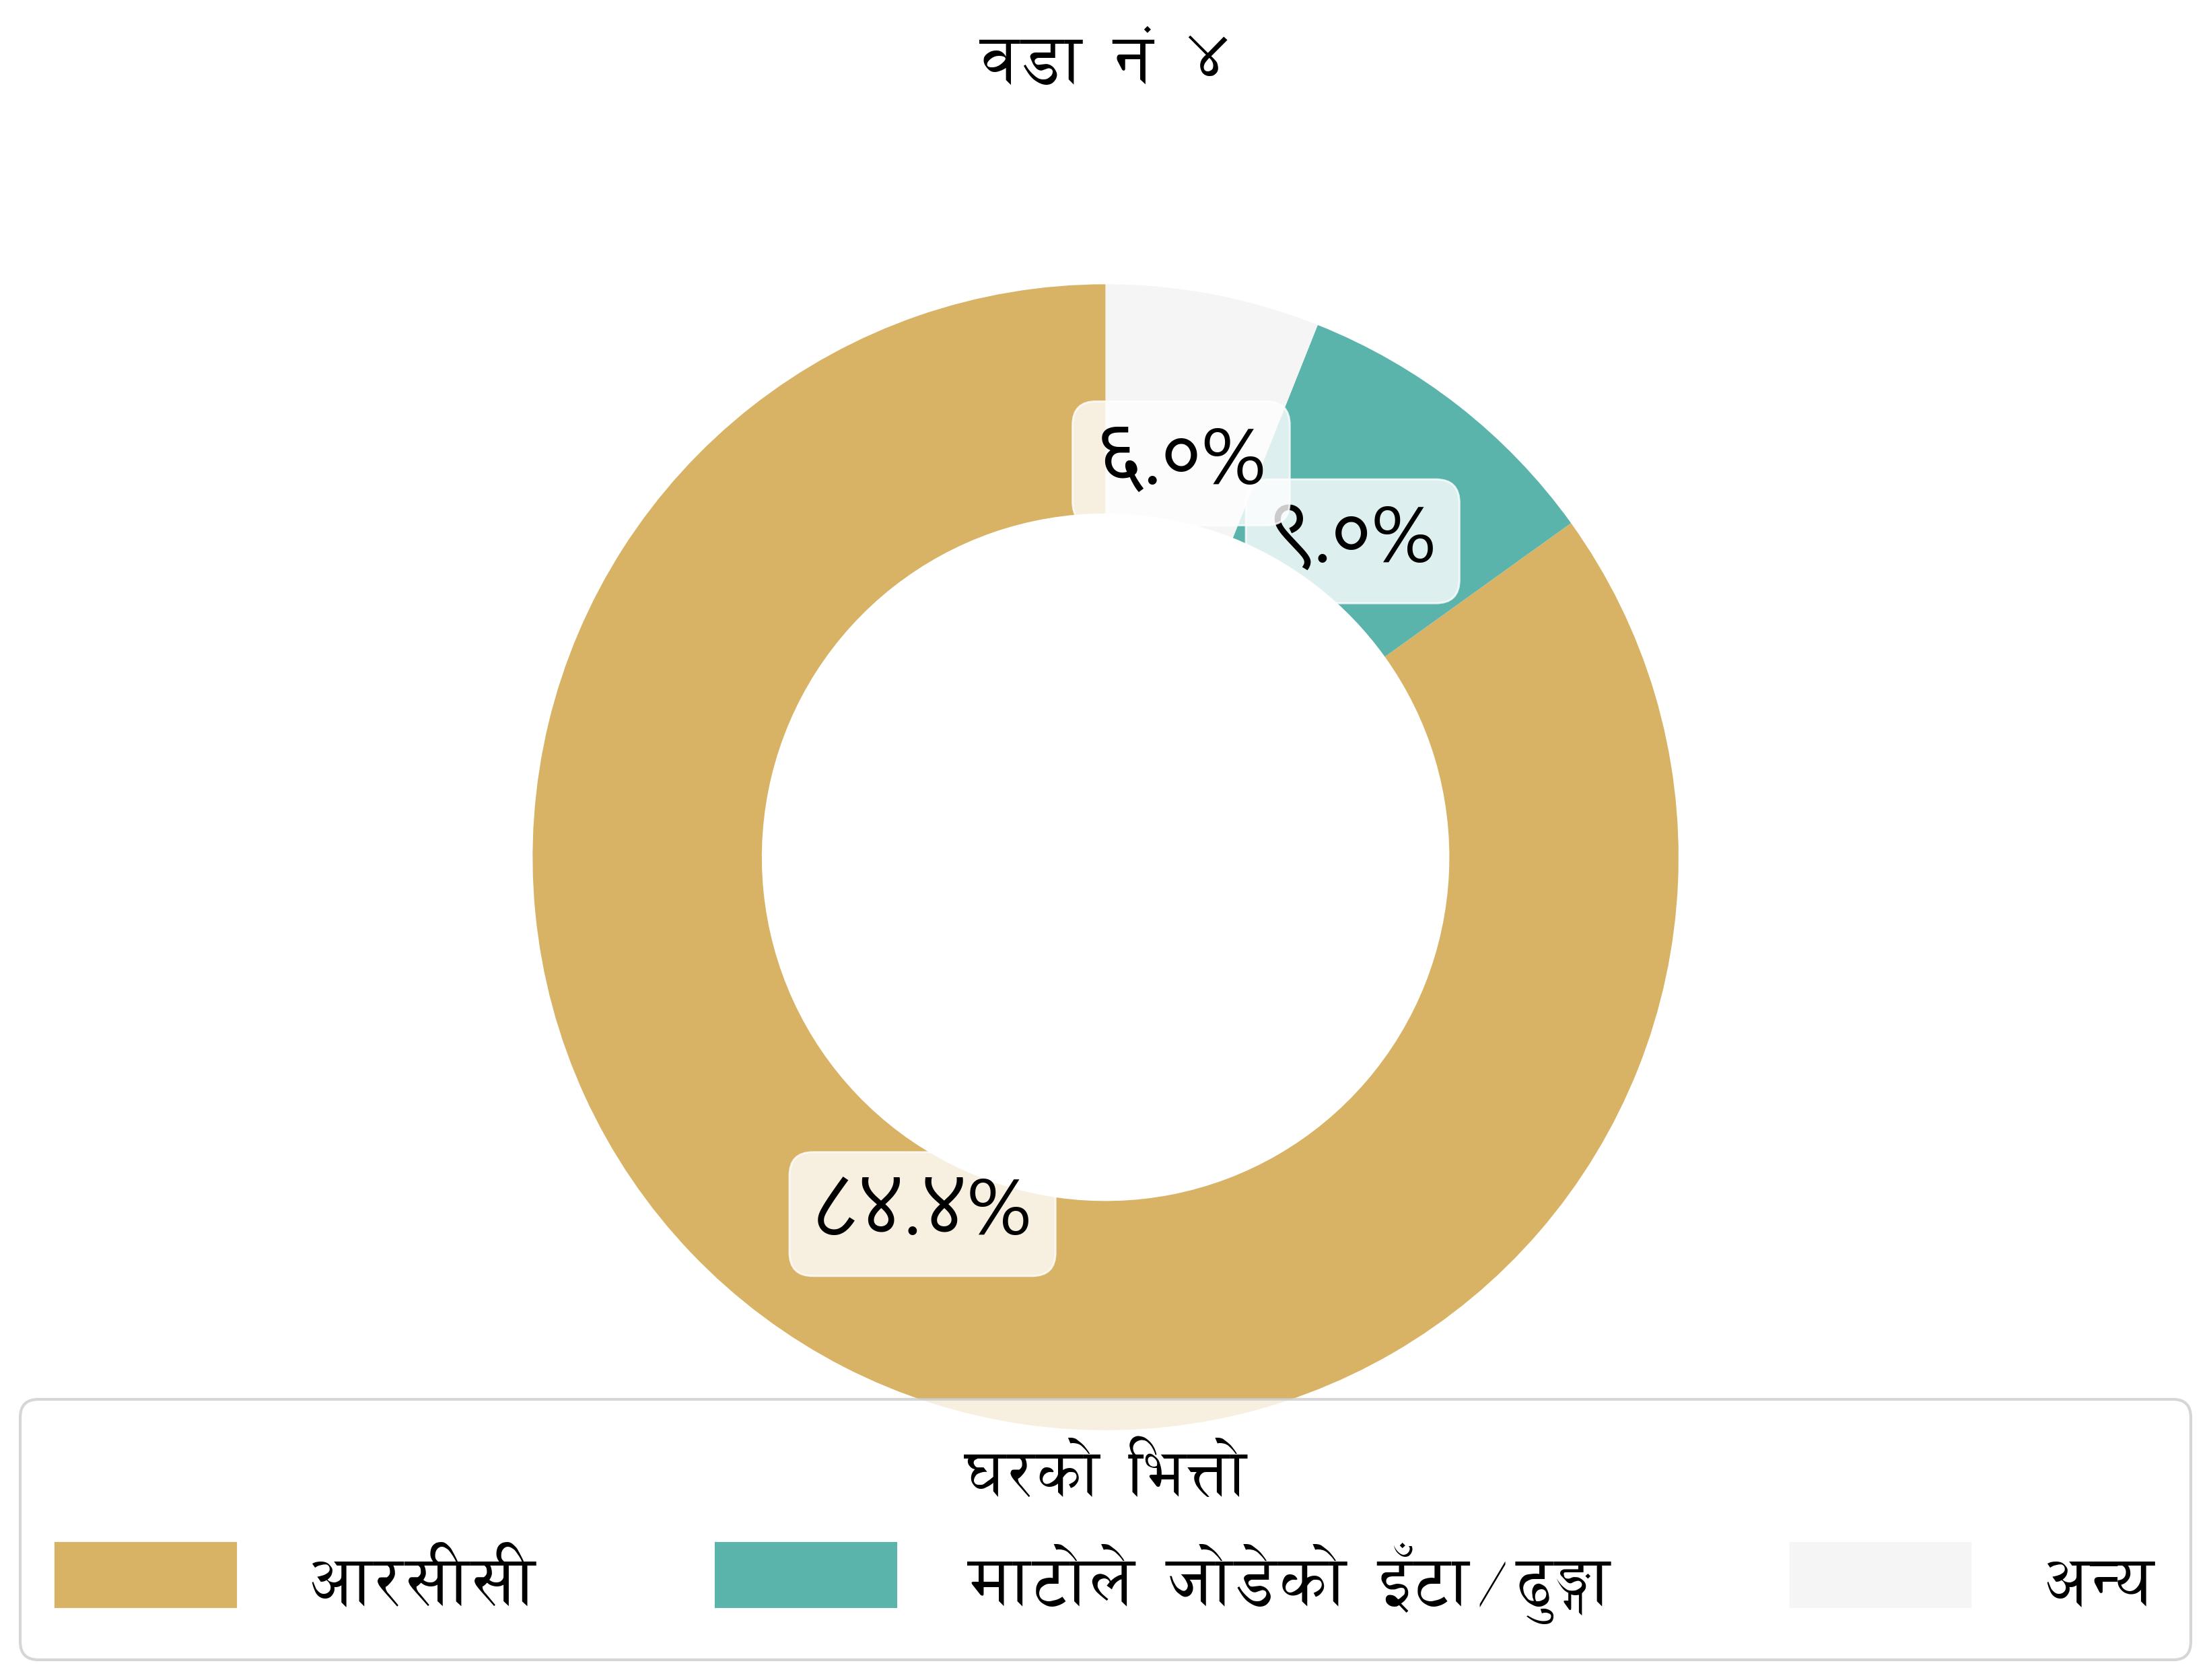 वडा नं ४
६.०%
९.०%
८४.४%
घरको भित्तो
आरसीसी माटोले जोडेको इँटा/ढुङ्गा अन्य